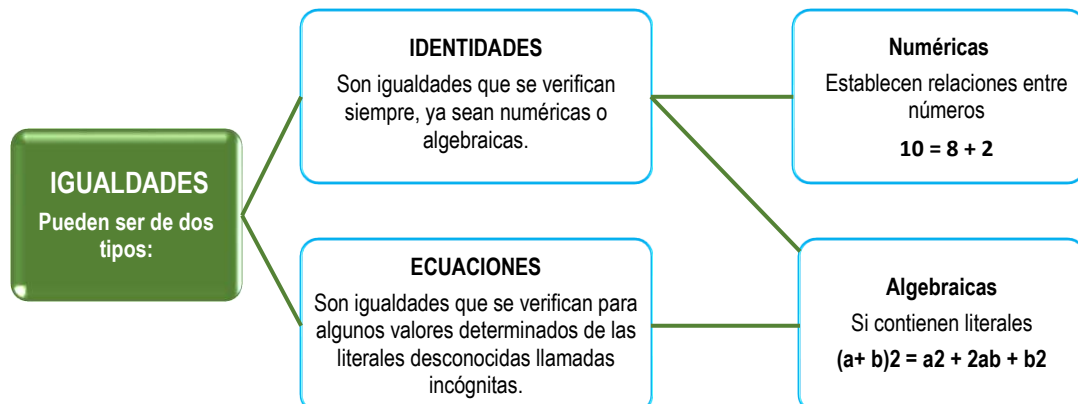 IGUALDADES
Pueden ser de dos
tipos:
IDENTIDADES
Son igualdades que se verifican
siempre, ya sean numéricas o
algebraicas.
ECUACIONES
Son igualdades que se verifican para
algunos valores determinados de las
literales desconocidas llamadas
incógnitas.
Numéricas
Establecen relaciones entre
números
10 = 8 + 2
Algebraicas
Si contienen literales
(a+ b)2 = a2 + 2ab + b2